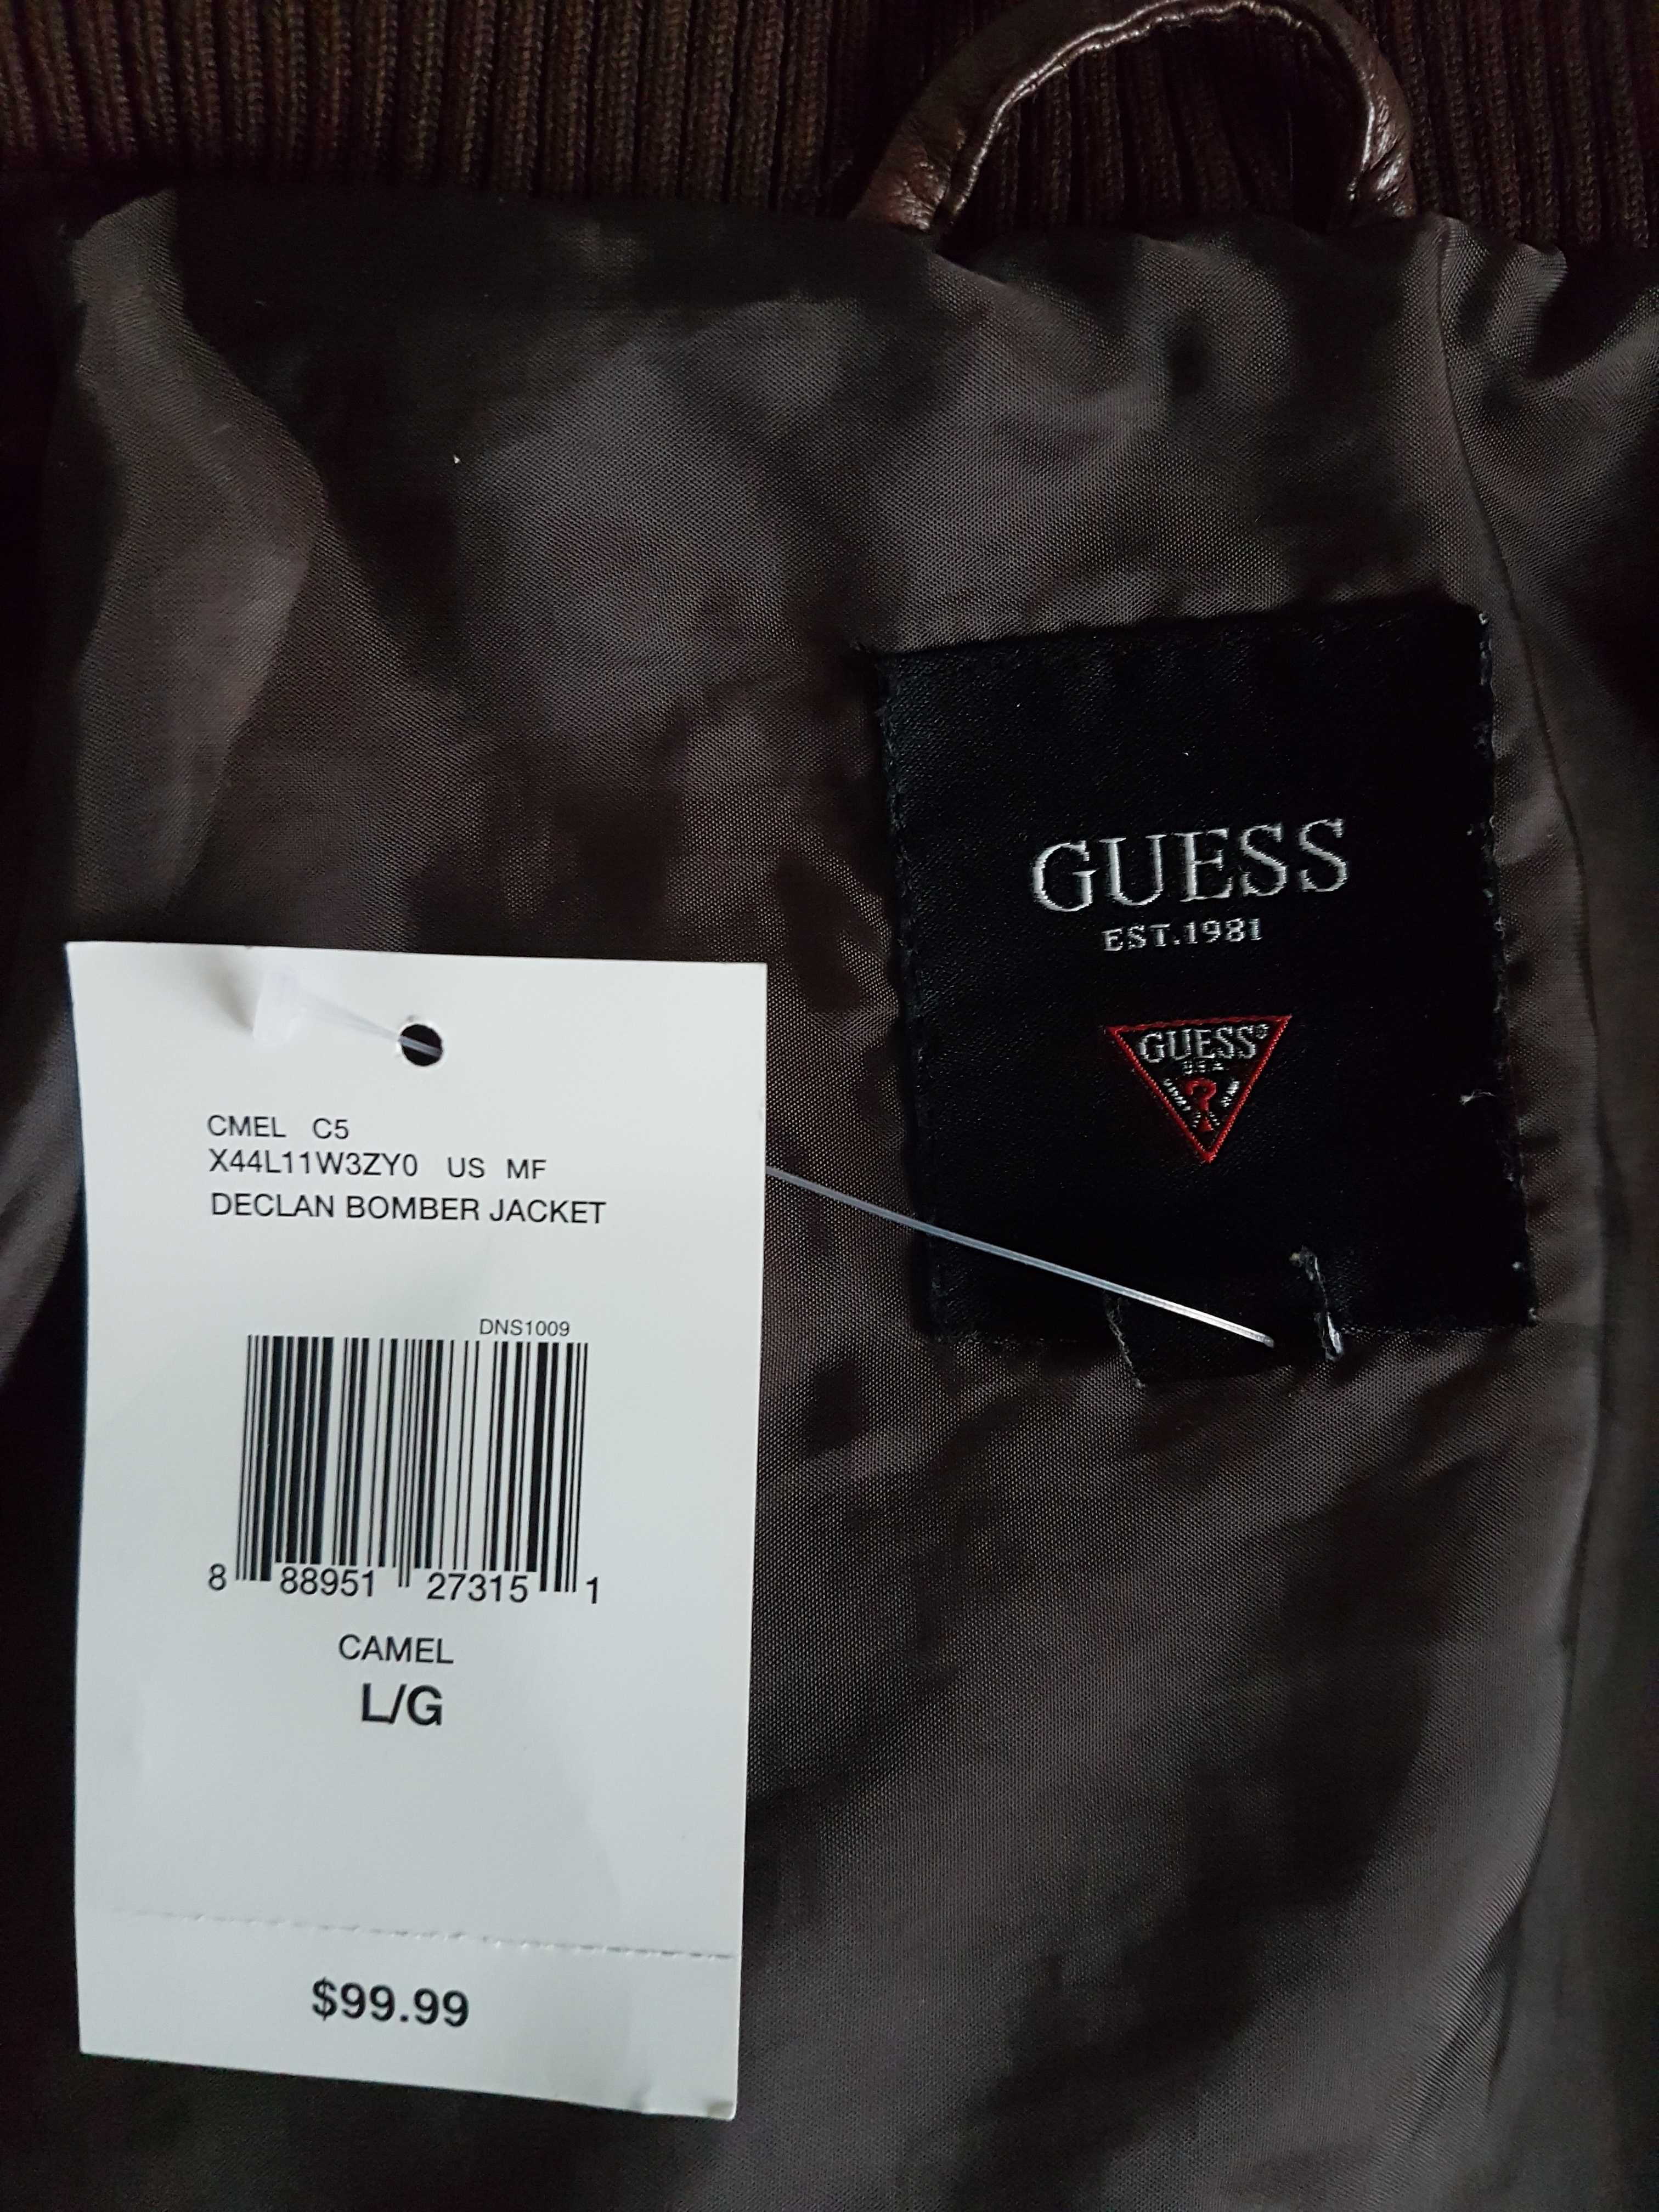 GUESS
EST.1981
GUESS®
U.S.A.
?
CMEL C5
X44L11W3ZY0 US MF
DECLAN BOMBER JACKET
DNS1009
8 88951 27315 1
CAMEL
L/G
$99.99